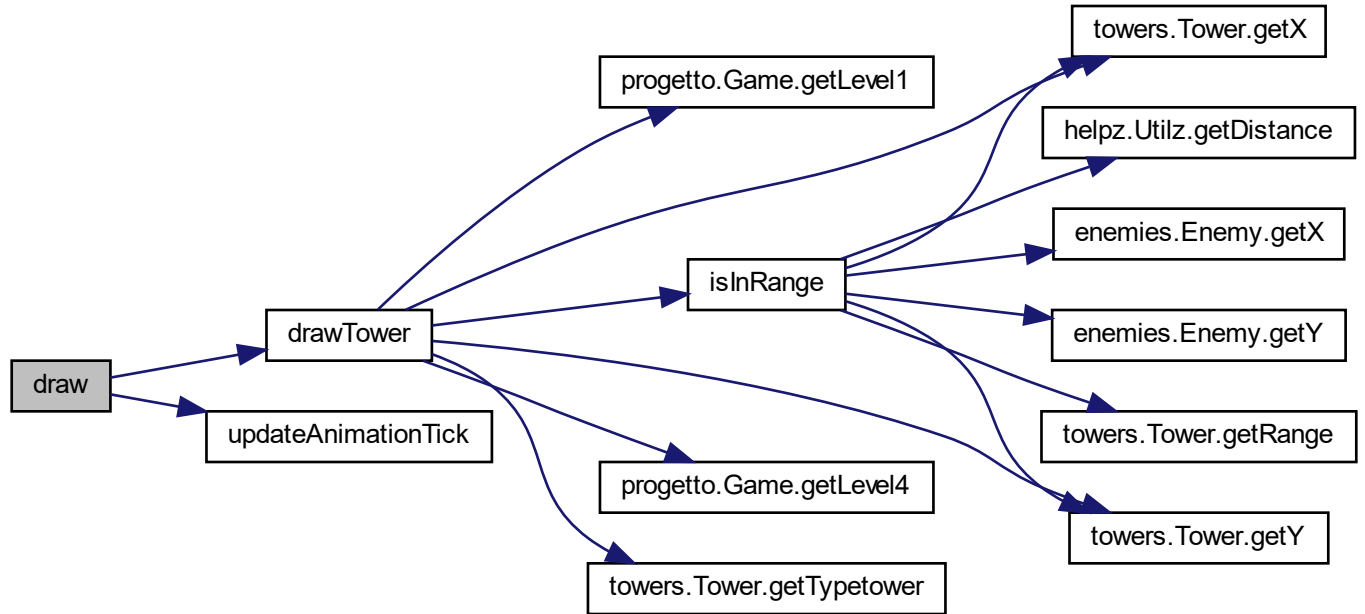 towers.Tower.getX
progetto.Game.getLevel1
helpz.Utilz.getDistance
enemies.Enemy.getX
isInRange
enemies.Enemy.getY
drawTower
draw
towers.Tower.getRange
updateAnimationTick
progetto.Game.getLevel4
towers.Tower.getY
towers.Tower.getTypetower